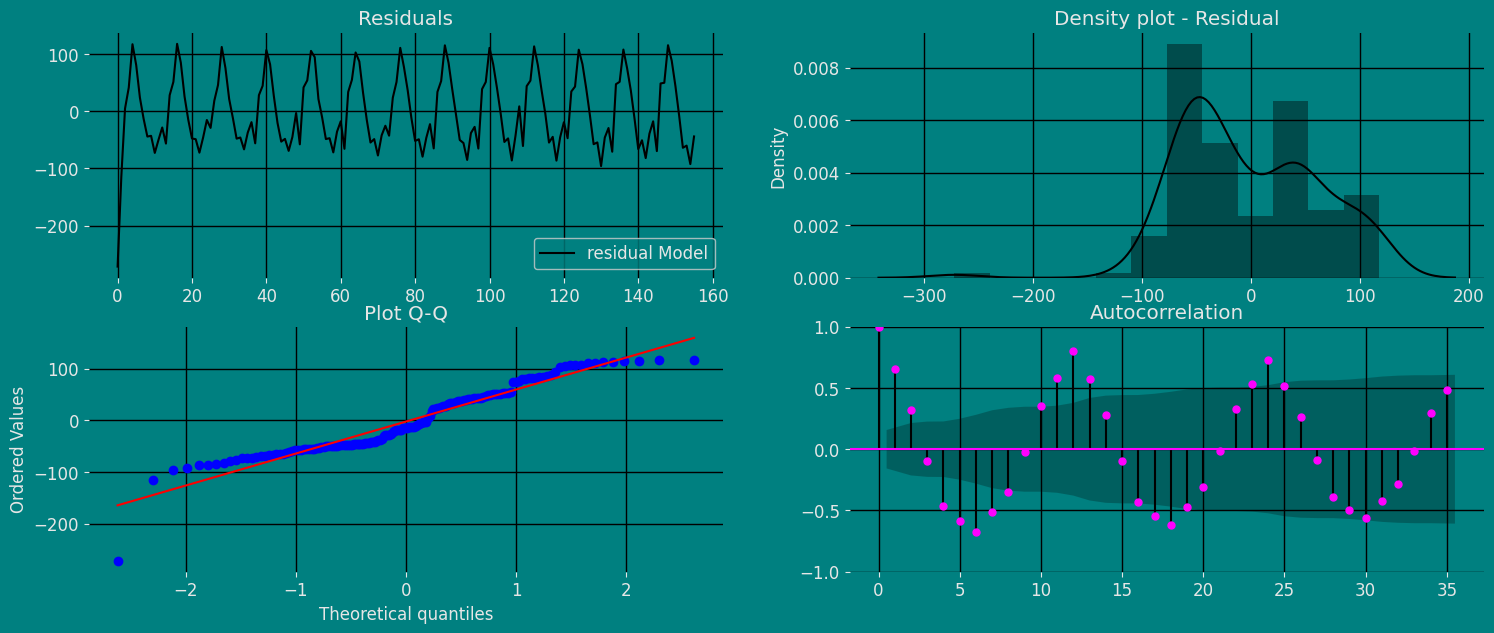 Residuals
100
0
−100
−200
residual Model
0 20 40 60 80 100 120 140 160
Density plot - Residual
Density
0.008
0.006
0.004
0.002
0.000
−300 −200 −100 0 100 200
Plot Q-Q
Ordered Values
100
0
−100
−200
−2 −1 0 1 2
Theoretical quantiles
Autocorrelation
1.0
0.5
0.0
−0.5
−1.0
0 5 10 15 20 25 30 35